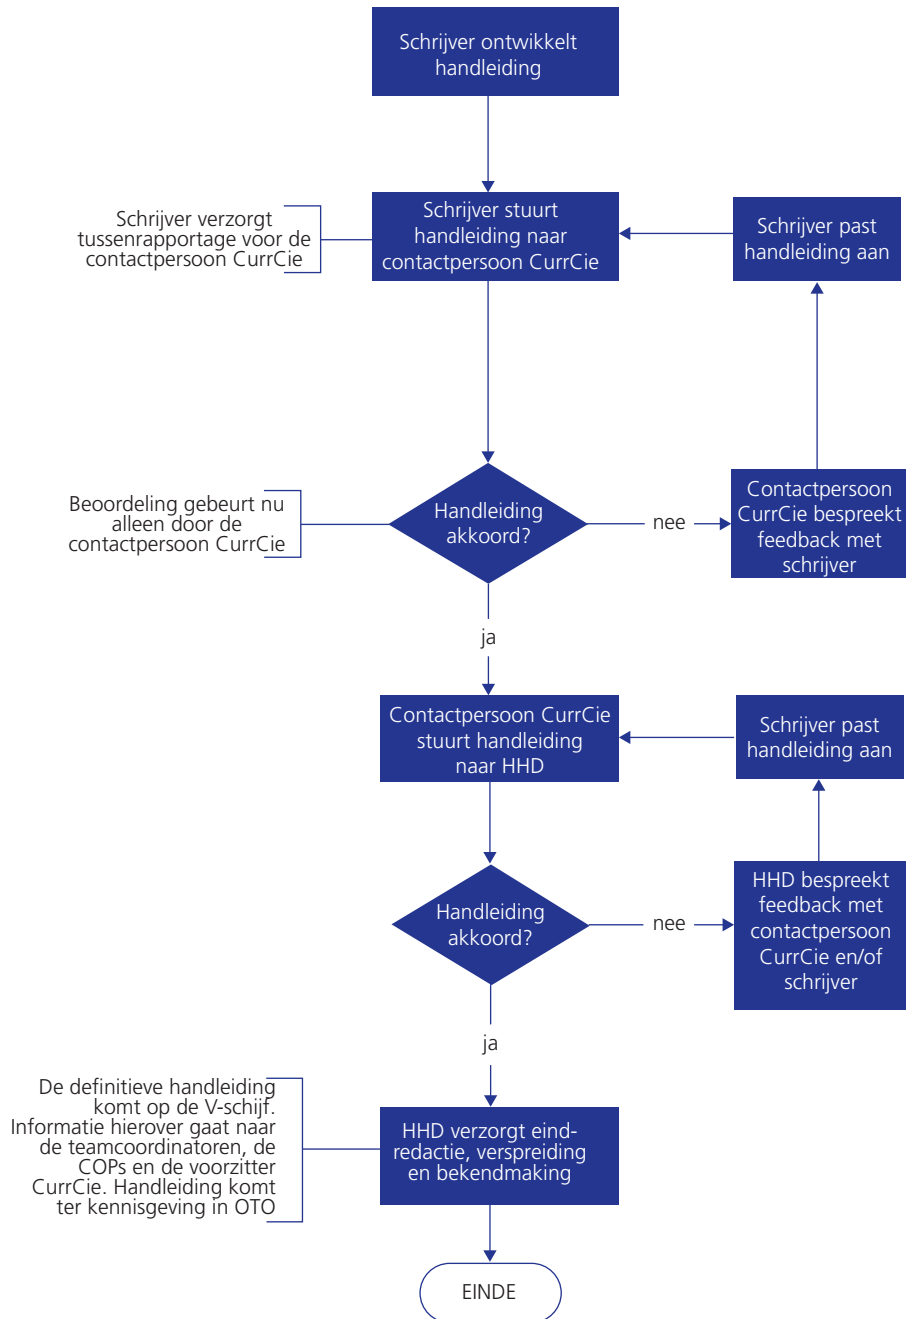 Schrijver ontwikkelt
handleiding
Schrijver verzorgt
tussenrapportage voor de
contactpersoon CurrCie
Schrijver stuurt
handleiding naar
contactpersoon CurrCie
Schrijver past
handleiding aan
Beoordeling gebeurt nu
alleen door de
contactpersoon CurrCie
Handleiding
akkoord?
nee
Contactpersoon
CurrCie bespreekt
feedback met
schrijver
ja
Contactpersoon CurrCie
stuurt handleiding
naar HHD
Schrijver past
handleiding aan
Handleiding
akkoord?
nee
HHD bespreekt
feedback met
contactpersoon
CurrCie en/of
schrijver
ja
De definitieve handleiding
komt op de V-schijf.
Informatie hierover gaat naar
de teamcoordinatoren, de
COPs en de voorzitter
CurrCie. Handleiding komt
ter kennisgeving in OTO
HHD verzorgt eind-
redactie, verspreiding
en bekendmaking
EINDE